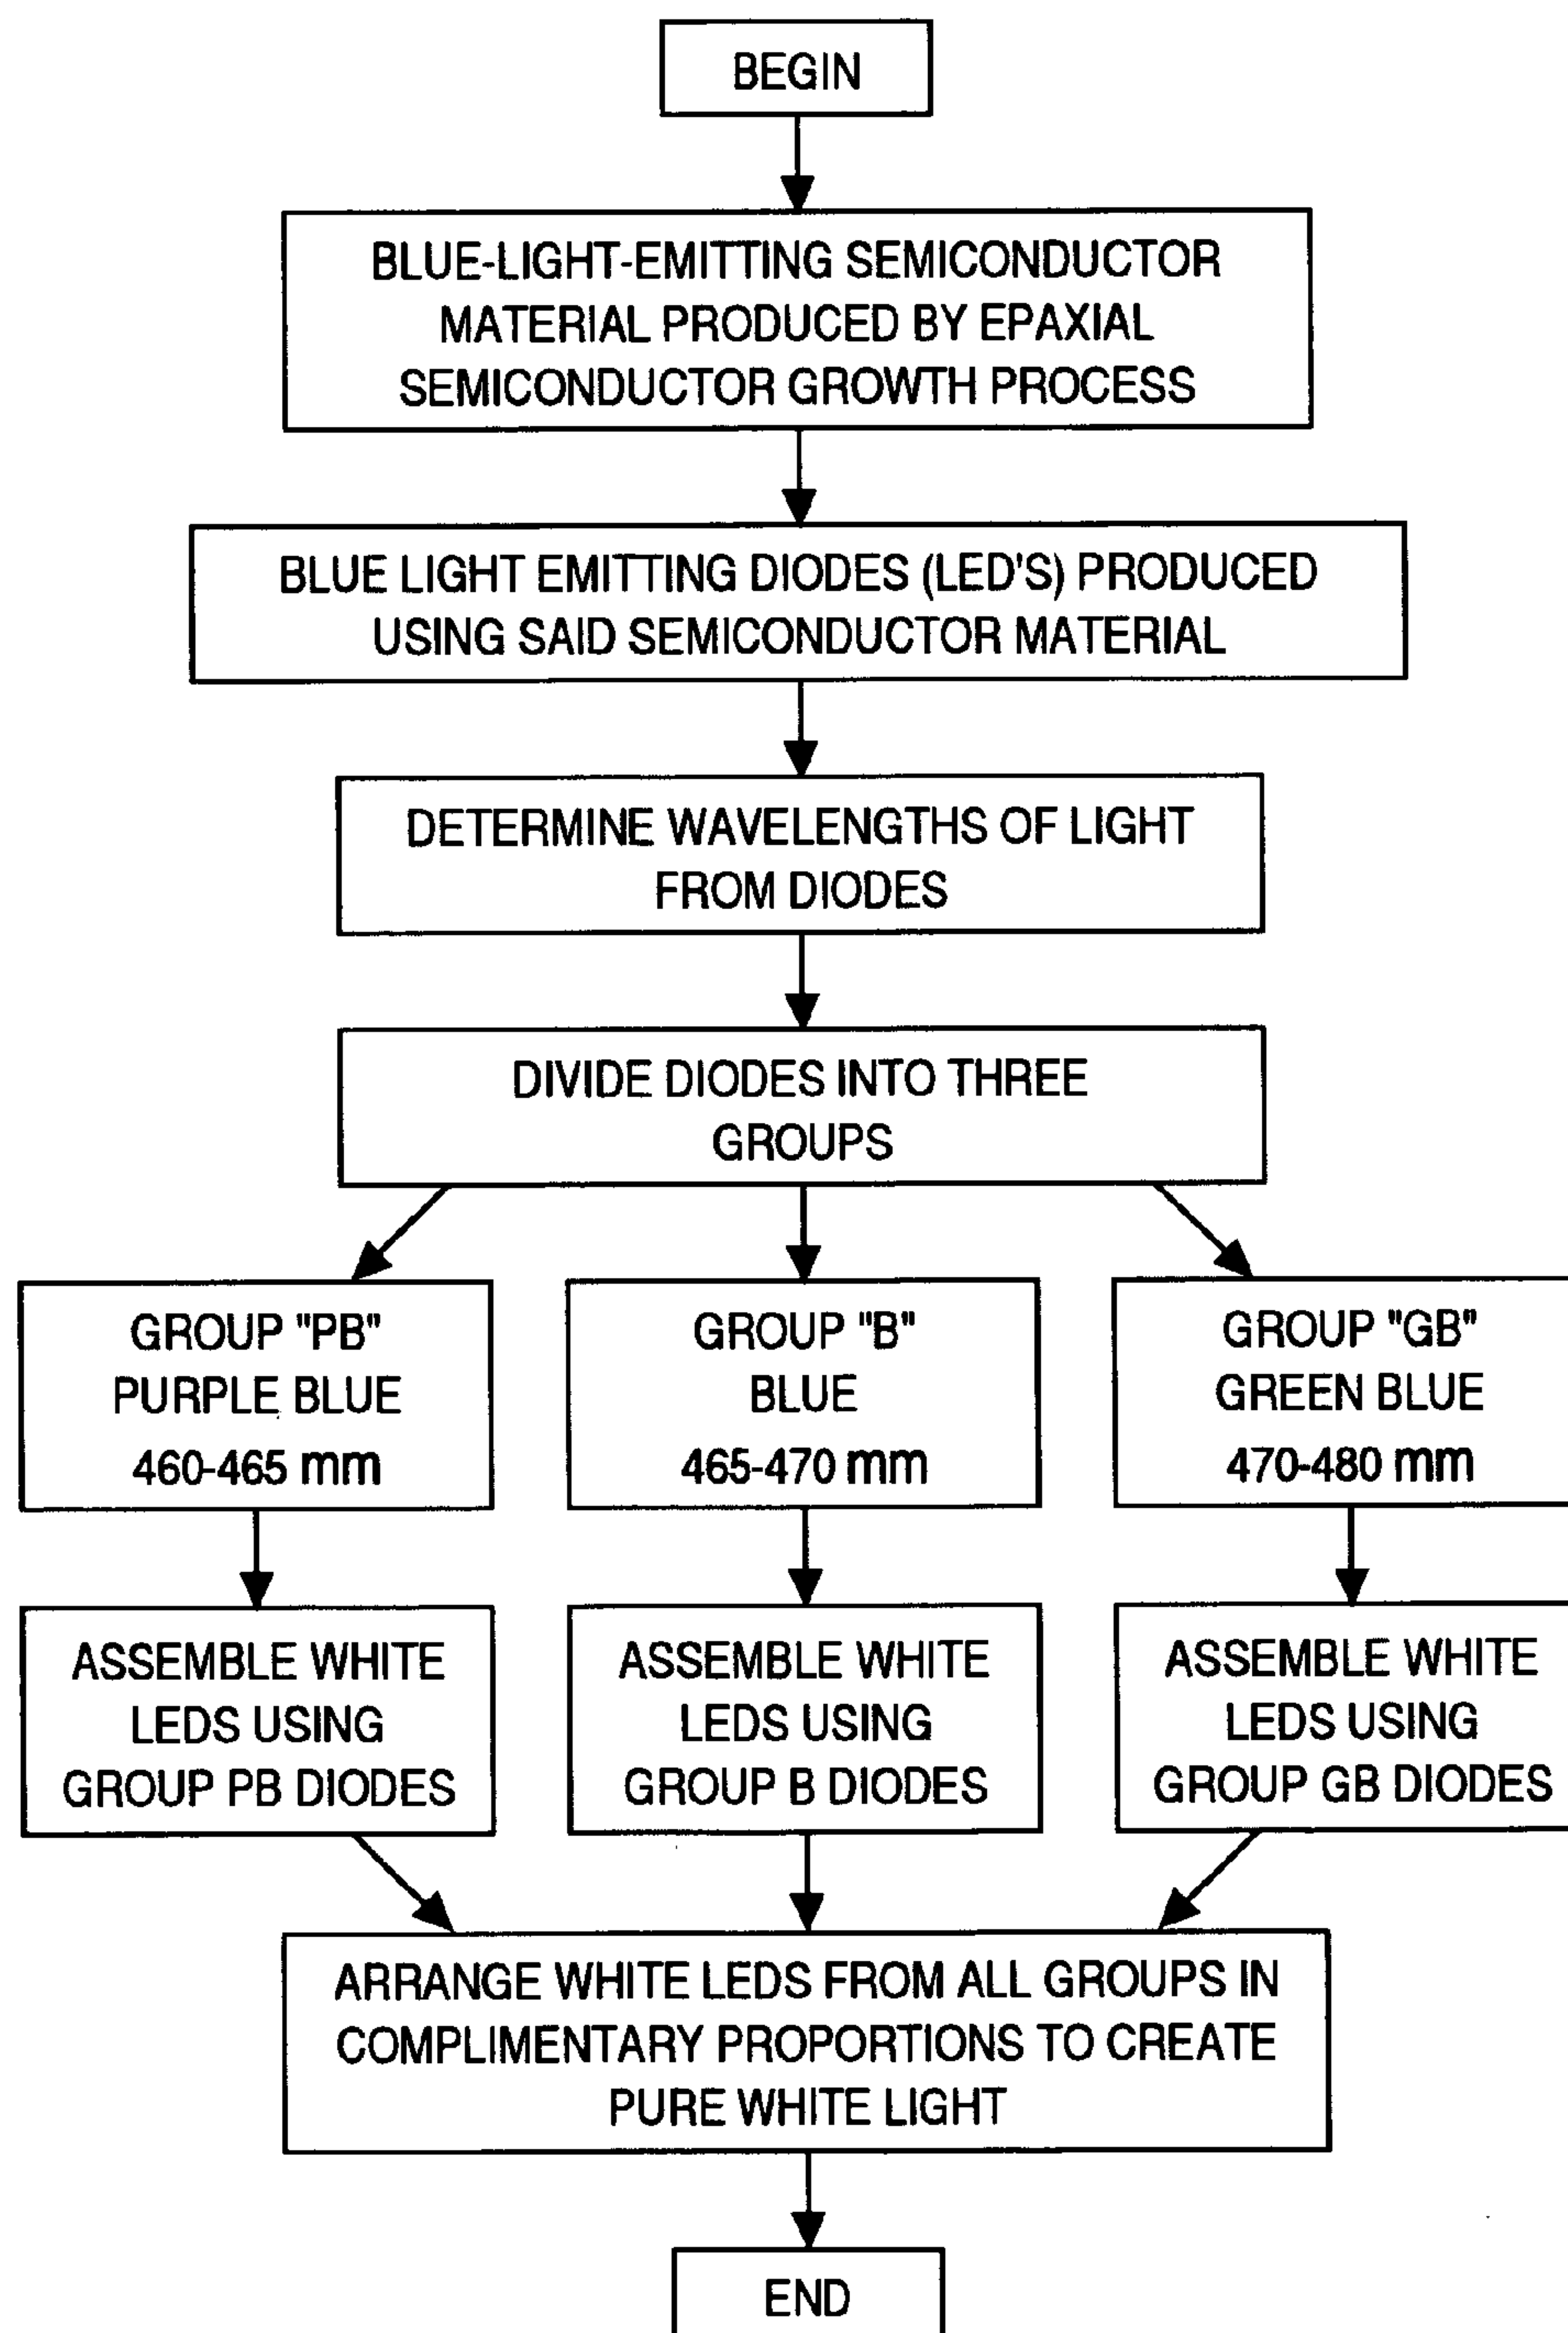 BEGIN
BLUE-LIGHT-EMITTING SEMICONDUCTOR
MATERIAL PRODUCED BY EPAXIAL
SEMICONDUCTOR GROWTH PROCESS
BLUE LIGHT EMITTING DIODES (LED'S) PRODUCED
USING SAID SEMICONDUCTOR MATERIAL
DETERMINE WAVELENGTHS OF LIGHT
FROM DIODES
DIVIDE DIODES INTO THREE
GROUPS
GROUP "PB"
PURPLE BLUE
460-465 mm
GROUP "B"
BLUE
465-470 mm
GROUP "GB"
GREEN BLUE
470-480 mm
ASSEMBLE WHITE
LEDS USING
GROUP PB DIODES
ASSEMBLE WHITE
LEDS USING
GROUP B DIODES
ASSEMBLE WHITE
LEDS USING
GROUP GB DIODES
ARRANGE WHITE LEDS FROM ALL GROUPS IN
COMPLIMENTARY PROPORTIONS TO CREATE
PURE WHITE LIGHT
END